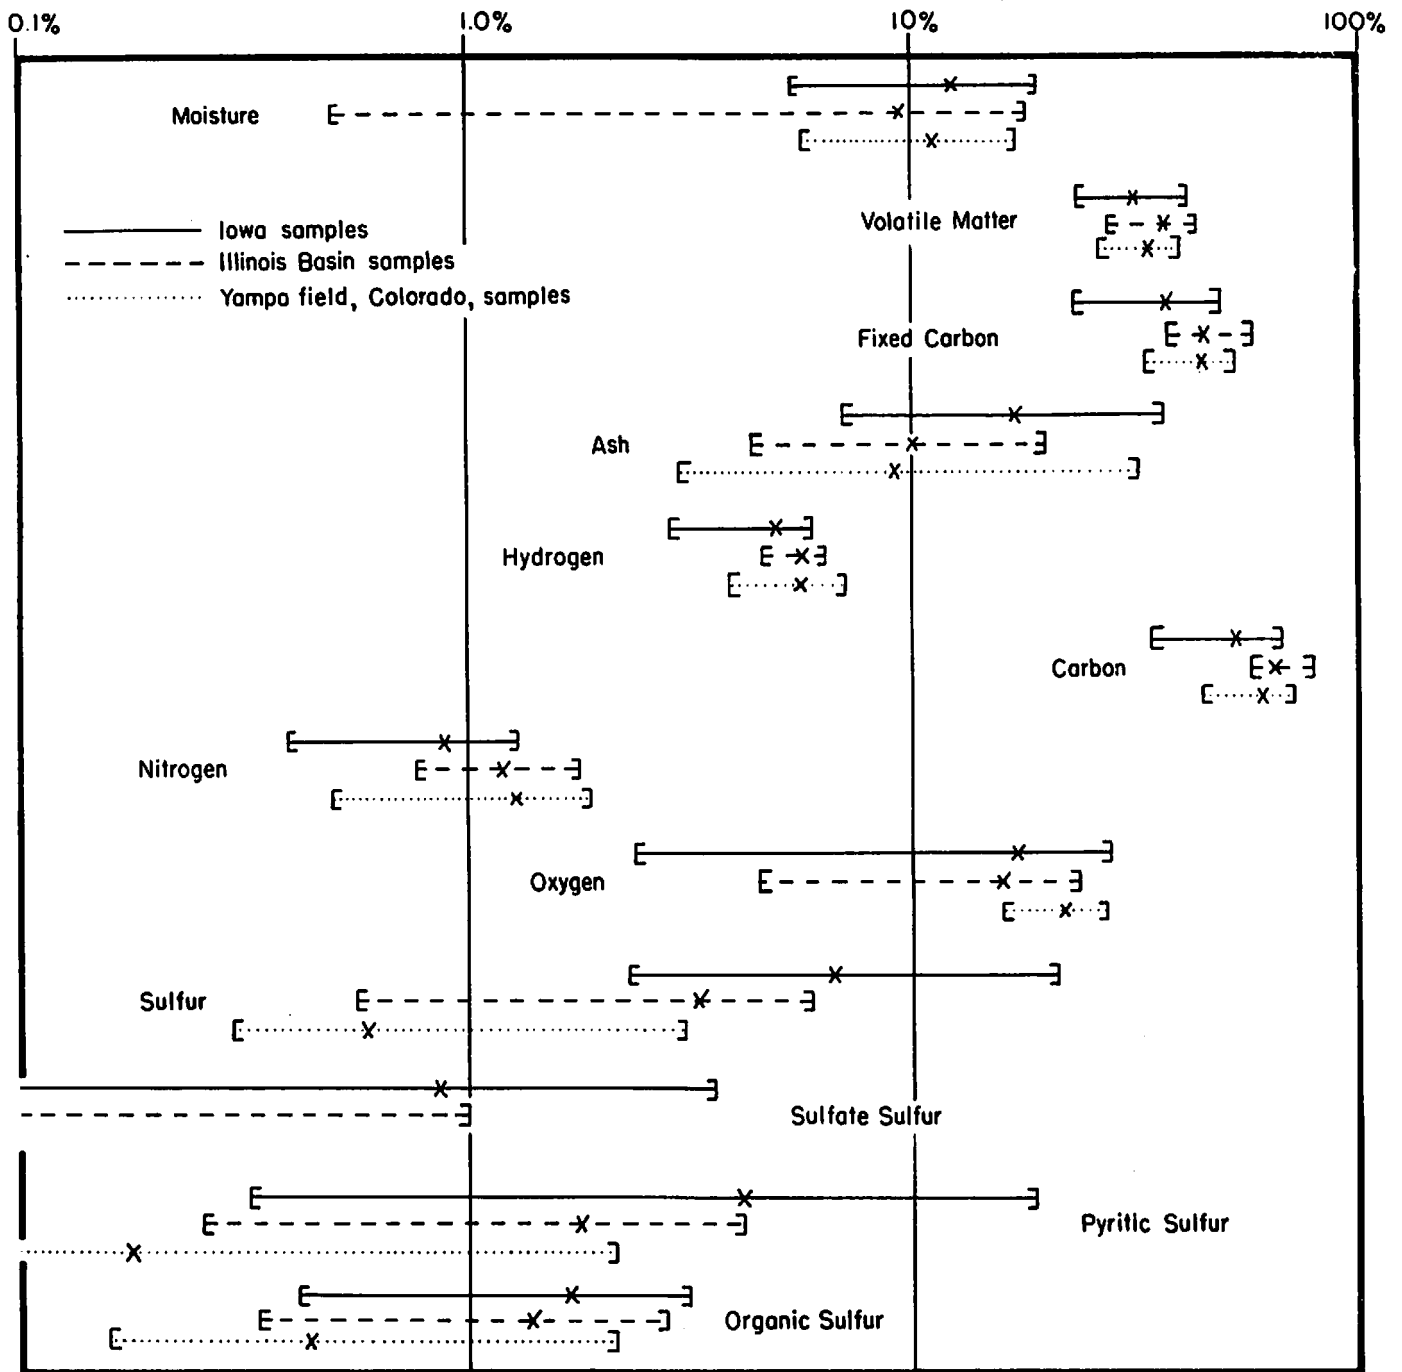 0.1% 1.0% 10% 100%
Moisture
Volatile Matter
Iowa samples
Illinois Basin samples
Yampa field, Colorado, samples
Fixed Carbon
Ash
Hydrogen
Carbon
Nitrogen
Oxygen
Sulfur
Sulfate Sulfur
Pyritic Sulfur
Organic Sulfur